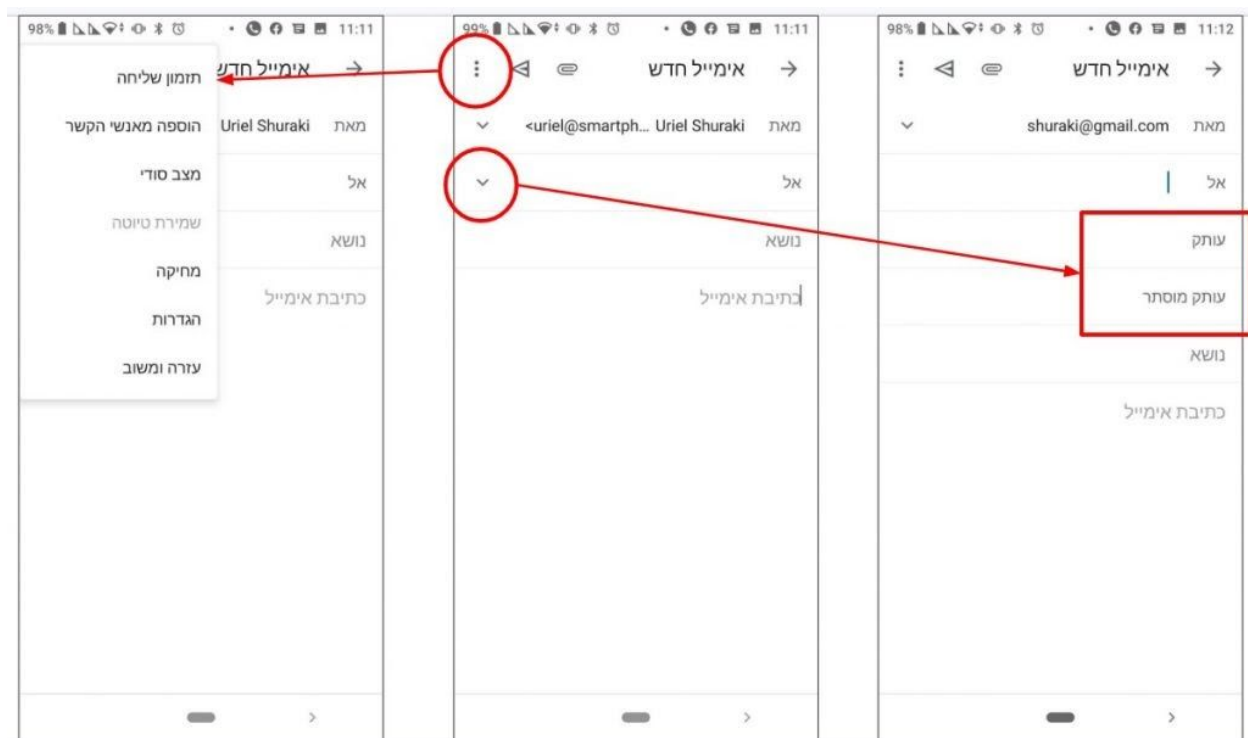 98% 11:11
אימייל חדש
מאת Uriel Shuraki
אל
נושא
כתיבת אימייל
תזמון שליחה
הוספה מאנשי הקשר
מצב סודי
שמירת טיוטה
מחיקה
הגדרות
עזרה ומשוב
99% 11:11
אימייל חדש
מאת Uriel Shuraki <uriel@smartph...
אל
נושא
כתיבת אימייל
98% 11:12
אימייל חדש
מאת shuraki@gmail.com
אל
עותק
עותק מוסתר
נושא
כתיבת אימייל